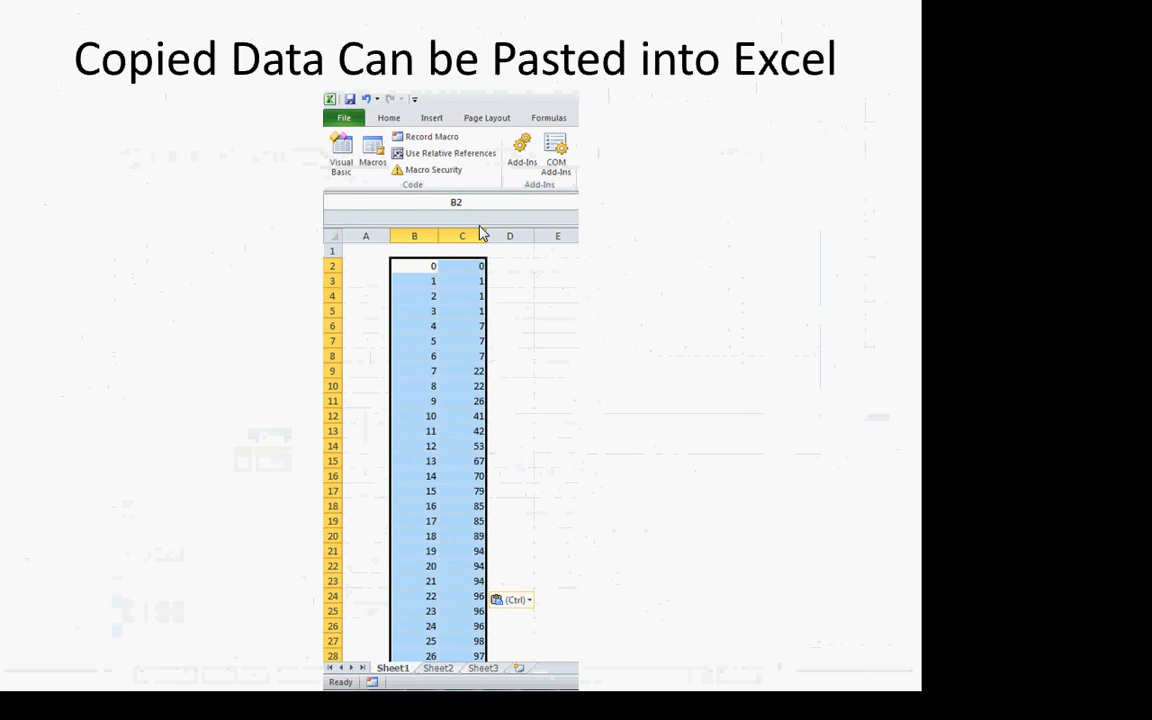 Copied Data Can be Pasted into Excel
File Home Insert Page Layout Formulas
Visual Basic
Macros
Record Macro
Use Relative References
Macro Security
Code
Add-Ins
COM Add-Ins
Add-Ins
B2
A B C D E
1
2 0 0
3 1 1
4 2 1
5 3 1
6 4 7
7 5 7
8 6 7
9 7 22
10 8 22
11 9 26
12 10 41
13 11 42
14 12 53
15 13 67
16 14 70
17 15 79
18 16 85
19 17 85
20 18 89
21 19 94
22 20 94
23 21 94
24 22 96 (Ctrl)
25 23 96
26 24 96
27 25 98
28 26 97
Sheet1 Sheet2 Sheet3
Ready